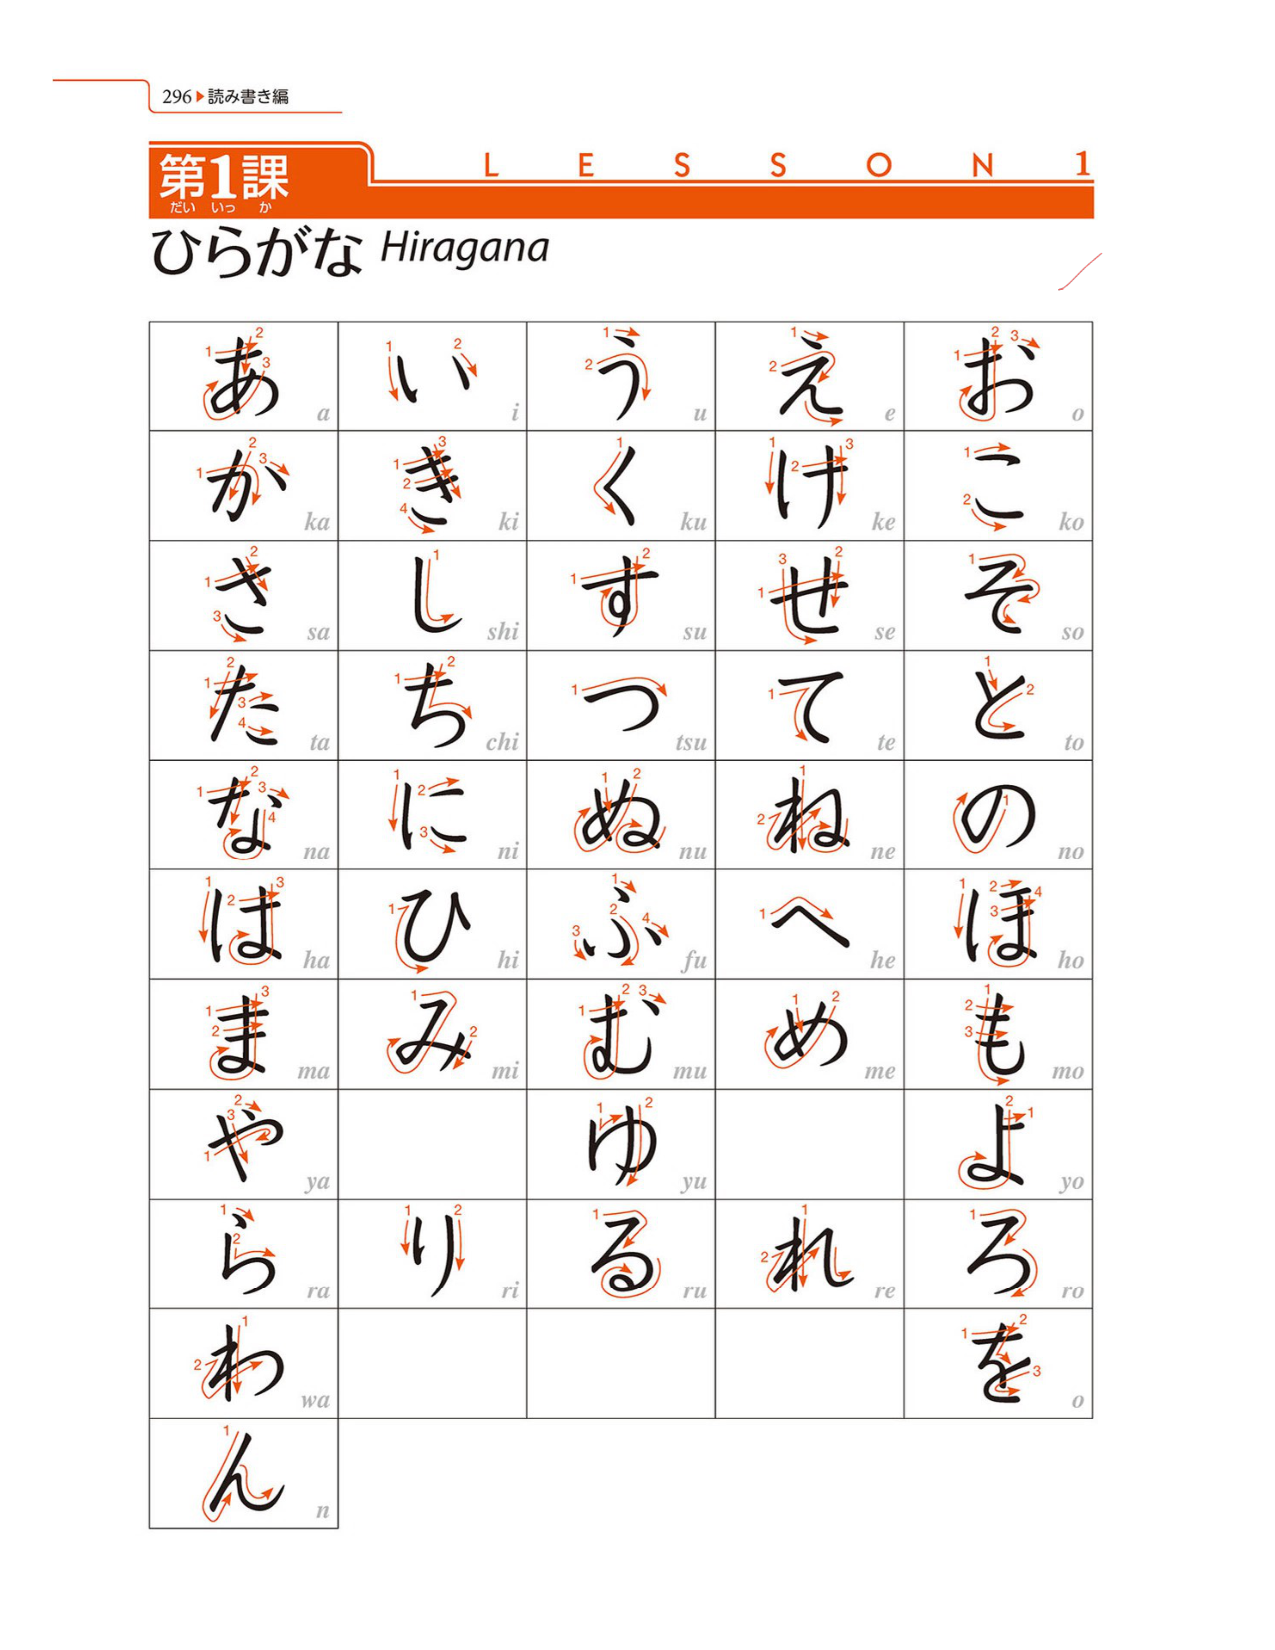 296▶読み書き編
第1課
だい いっ か
LESSON 1
ひらがな Hiragana
あ a い i う u え e お o
か ka き ki く ku け ke こ ko
さ sa し shi す su せ se そ so
た ta ち chi つ tsu て te と to
な na に ni ぬ nu ね ne の no
は ha ひ hi ふ fu へ he ほ ho
ま ma み mi む mu め me も mo
や ya ゆ yu よ yo
ら ra り ri る ru れ re ろ ro
わ wa を o
ん n